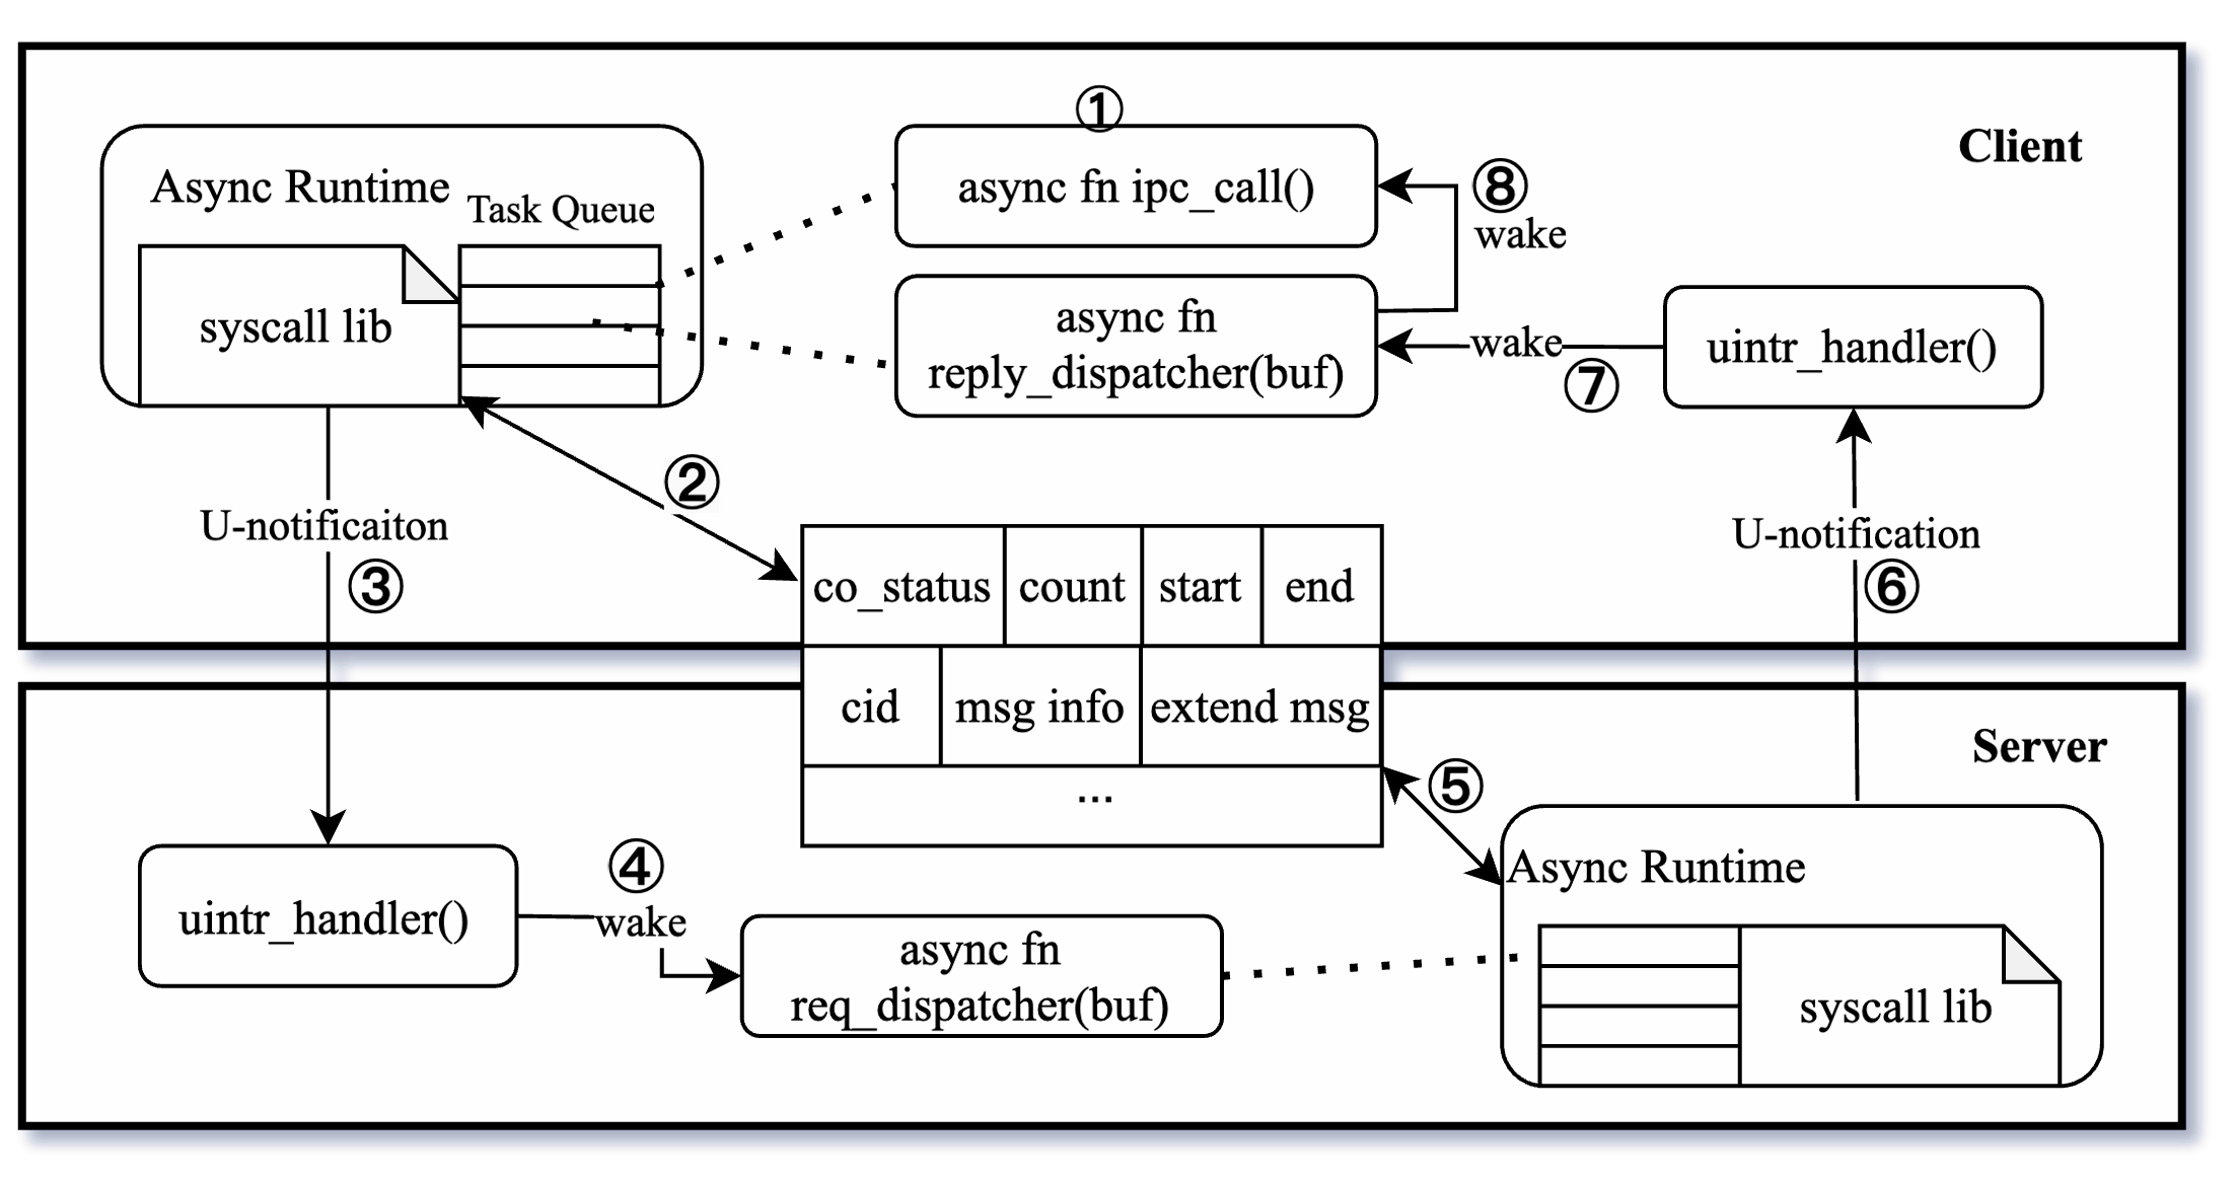 ①
Client
Async Runtime
Task Queue
syscall lib
async fn ipc_call()
⑧
wake
async fn
reply_dispatcher(buf)
wake
⑦
uintr_handler()
②
U-notificaiton
③
U-notification
⑥
co_status count start end
cid msg info extend msg
...
Server
⑤
uintr_handler()
④
wake
async fn
req_dispatcher(buf)
Async Runtime
syscall lib